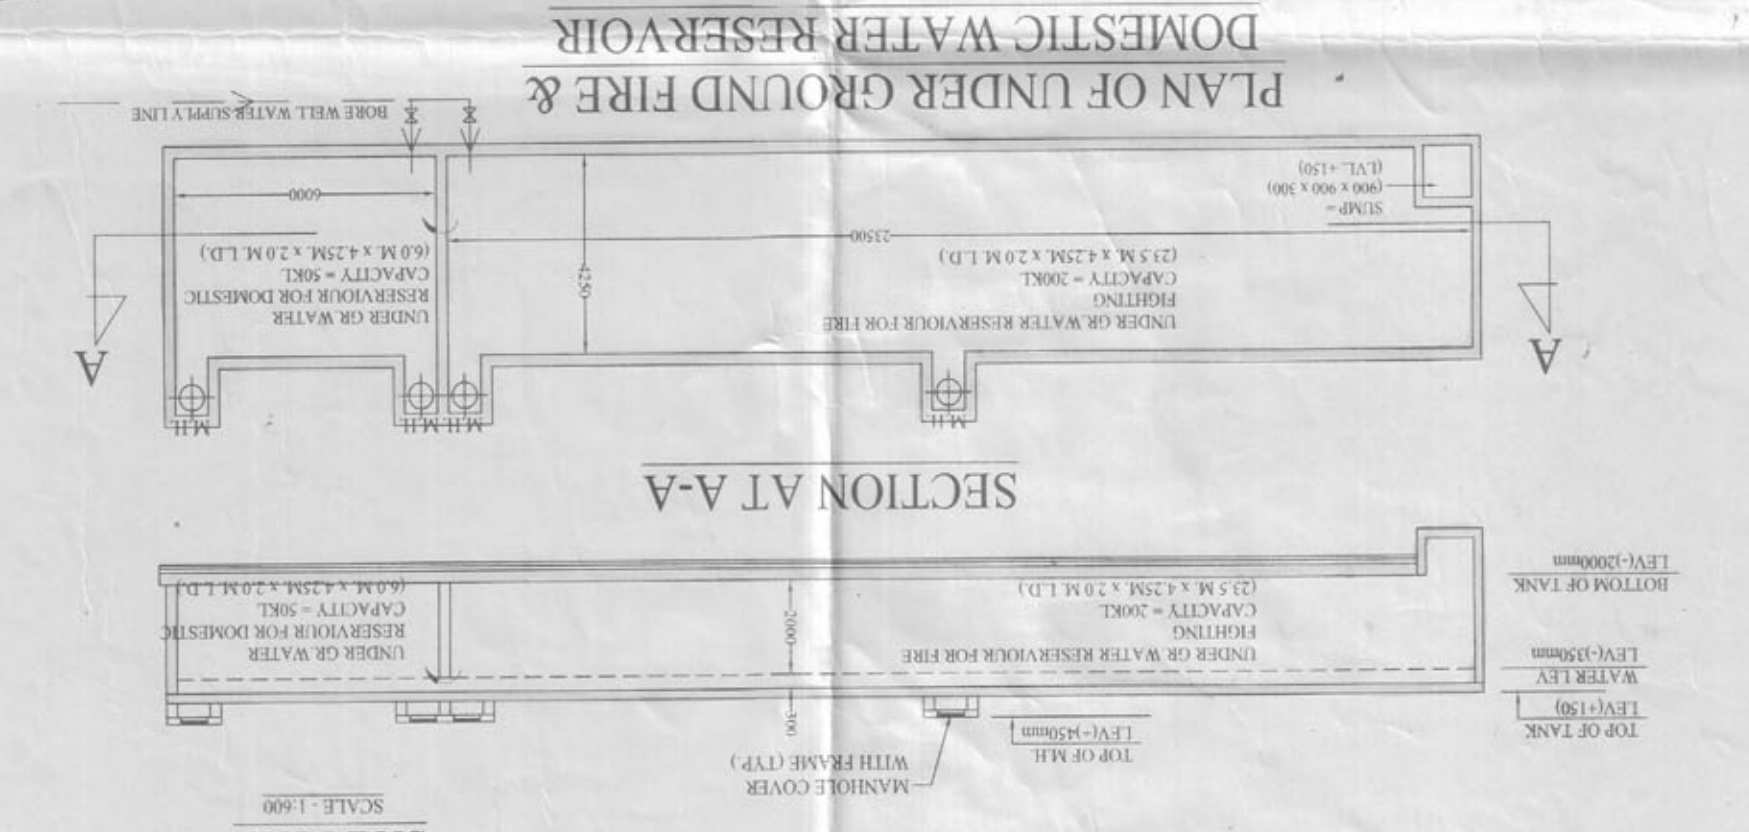 SCALE - 1:600
MANHOLE COVER
WITH FRAME (TYP.)
TOP OF M.H.
LEV(+)450mm
TOP OF TANK
LEV(+150)
WATER LEV
LEV(-)350mm
BOTTOM OF TANK
LEV(-)2000mm
300
2000
UNDER GR.WATER RESERVIOUR FOR FIRE
FIGHTING
CAPACITY = 200KL
(23.5 M. x 4.25M. x 2.0 M. L.D.)
UNDER GR.WATER
RESERVIOUR FOR DOMESTIC
CAPACITY = 50KL
(6.0 M. x 4.25M. x 2.0 M. L.D.)
SECTION AT A-A
M.H.
M.H.
M.H.
M.H.
A
A
UNDER GR.WATER RESERVIOUR FOR FIRE
FIGHTING
CAPACITY = 200KL
(23.5 M. x 4.25M. x 2.0 M. L.D.)
UNDER GR.WATER
RESERVIOUR FOR DOMESTIC
CAPACITY = 50KL
(6.0 M. x 4.25M. x 2.0 M. L.D.)
4250
23500
6000
SUMP =
(900 x 900 x 300)
(LVL. +150)
BORE WELL WATER SUPPLY LINE
PLAN OF UNDER GROUND FIRE &
DOMESTIC WATER RESERVOIR